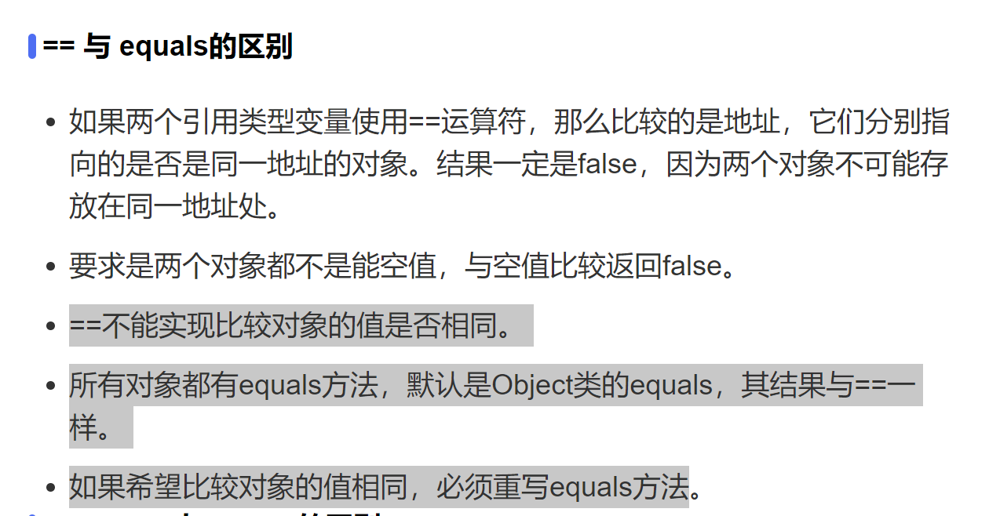 == 与 equals的区别
如果两个引用类型变量使用==运算符，那么比较的是地址，它们分别指
向的是否是同一地址的对象。结果一定是false，因为两个对象不可能存
放在同一地址处。
要求是两个对象都不是能空值，与空值比较返回false。
==不能实现比较对象的值是否相同。
所有对象都有equals方法，默认是Object类的equals，其结果与==一
样。
如果希望比较对象的值相同，必须重写equals方法。